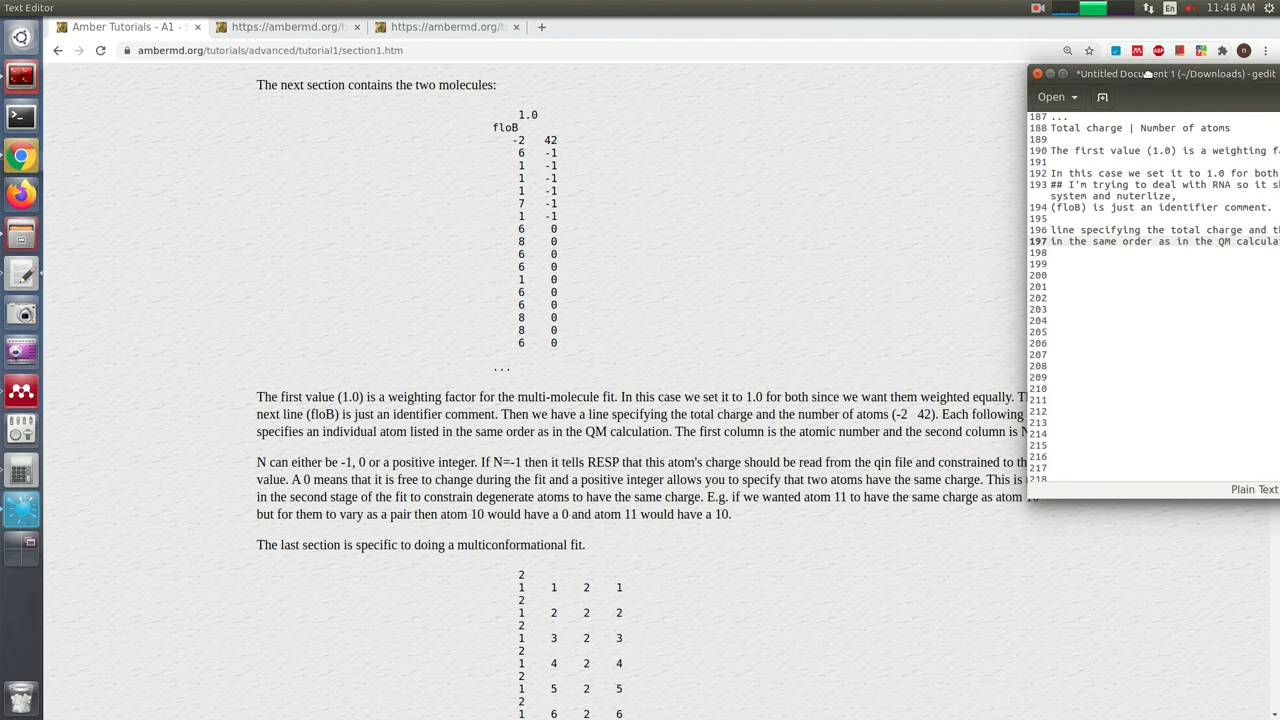 Text Editor
En
11:48 AM
Amber Tutorials - A1 - S
https://ambermd.org/t
https://ambermd.org/t
ambermd.org/tutorials/advanced/tutorial1/section1.htm
The next section contains the two molecules:
1.0
floB
-2 42
6 -1
1 -1
1 -1
1 -1
7 -1
1 -1
6 0
8 0
6 0
6 0
1 0
6 0
6 0
8 0
8 0
6 0
...
The first value (1.0) is a weighting factor for the multi-molecule fit. In this case we set it to 1.0 for both since we want them weighted equally. T
next line (floB) is just an identifier comment. Then we have a line specifying the total charge and the number of atoms (-2 42). Each following
specifies an individual atom listed in the same order as in the QM calculation. The first column is the atomic number and the second column is N
N can either be -1, 0 or a positive integer. If N=-1 then it tells RESP that this atom's charge should be read from the qin file and constrained to th
value. A 0 means that it is free to change during the fit and a positive integer allows you to specify that two atoms have the same charge. This is
in the second stage of the fit to constrain degenerate atoms to have the same charge. E.g. if we wanted atom 11 to have the same charge as atom 10
but for them to vary as a pair then atom 10 would have a 0 and atom 11 would have a 10.
The last section is specific to doing a multiconformational fit.
2
1 1 2 1
2
1 2 2 2
2
1 3 2 3
2
1 4 2 4
2
1 5 2 5
2
1 6 2 6
*Untitled Document 1 (~/Downloads) - gedit
Open
187 ...
188 Total charge | Number of atoms
189
190 The first value (1.0) is a weighting fa
191
192 In this case we set it to 1.0 for both
193 ## I'm trying to deal with RNA so it sh
system and nuterlize,
194 (floB) is just an identifier comment.
195
196 line specifying the total charge and th
197 in the same order as in the QM calcula
198
199
200
201
202
203
204
205
206
207
208
209
210
211
212
213
214
215
216
217
218
Plain Text